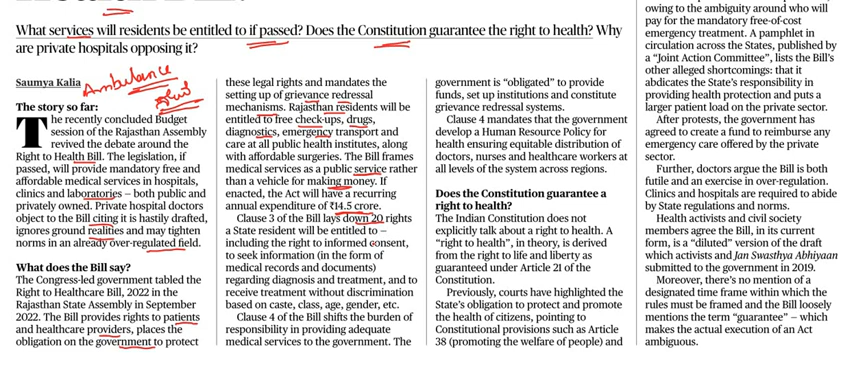 What services will residents be entitled to if passed? Does the Constitution guarantee the right to health? Why
are private hospitals opposing it?
Saumya Kalia
Ambulance
The story so far:
The recently concluded Budget
session of the Rajasthan Assembly
revived the debate around the
Right to Health Bill. The legislation, if
passed, will provide mandatory free and
affordable medical services in hospitals,
clinics and laboratories – both public and
privately owned. Private hospital doctors
object to the Bill citing it is hastily drafted,
ignores ground realities and may tighten
norms in an already over-regulated field.
What does the Bill say?
The Congress-led government tabled the
Right to Healthcare Bill, 2022 in the
Rajasthan State Assembly in September
2022. The Bill provides rights to patients
and healthcare providers, places the
obligation on the government to protect
these legal rights and mandates the
setting up of grievance redressal
mechanisms. Rajasthan residents will be
entitled to free check-ups, drugs,
diagnostics, emergency transport and
care at all public health institutes, along
with affordable surgeries. The Bill frames
medical services as a public service rather
than a vehicle for making money. If
enacted, the Act will have a recurring
annual expenditure of ₹14.5 crore.
Clause 3 of the Bill lays down 20 rights
a State resident will be entitled to –
including the right to informed consent,
to seek information (in the form of
medical records and documents)
regarding diagnosis and treatment, and to
receive treatment without discrimination
based on caste, class, age, gender, etc.
Clause 4 of the Bill shifts the burden of
responsibility in providing adequate
medical services to the government. The
government is “obligated” to provide
funds, set up institutions and constitute
grievance redressal systems.
Clause 4 mandates that the government
develop a Human Resource Policy for
health ensuring equitable distribution of
doctors, nurses and healthcare workers at
all levels of the system across regions.
Does the Constitution guarantee a
right to health?
The Indian Constitution does not
explicitly talk about a right to health. A
“right to health”, in theory, is derived
from the right to life and liberty as
guaranteed under Article 21 of the
Constitution.
Previously, courts have highlighted the
State’s obligation to protect and promote
the health of citizens, pointing to
Constitutional provisions such as Article
38 (promoting the welfare of people) and
owing to the ambiguity around who will
pay for the mandatory free-of-cost
emergency treatment. A pamphlet in
circulation across the States, published by
a “Joint Action Committee”, lists the Bill’s
other alleged shortcomings: that it
abdicates the State’s responsibility in
providing health protection and puts a
larger patient load on the private sector.
After protests, the government has
agreed to create a fund to reimburse any
emergency care offered by the private
sector.
Further, doctors argue the Bill is both
futile and an exercise in over-regulation.
Clinics and hospitals are required to abide
by State regulations and norms.
Health activists and civil society
members agree the Bill, in its current
form, is a “diluted” version of the draft
which activists and Jan Swasthya Abhiyaan
submitted to the government in 2019.
Moreover, there’s no mention of a
designated time frame within which the
rules must be framed and the Bill loosely
mentions the term “guarantee” – which
makes the actual execution of an Act
ambiguous.